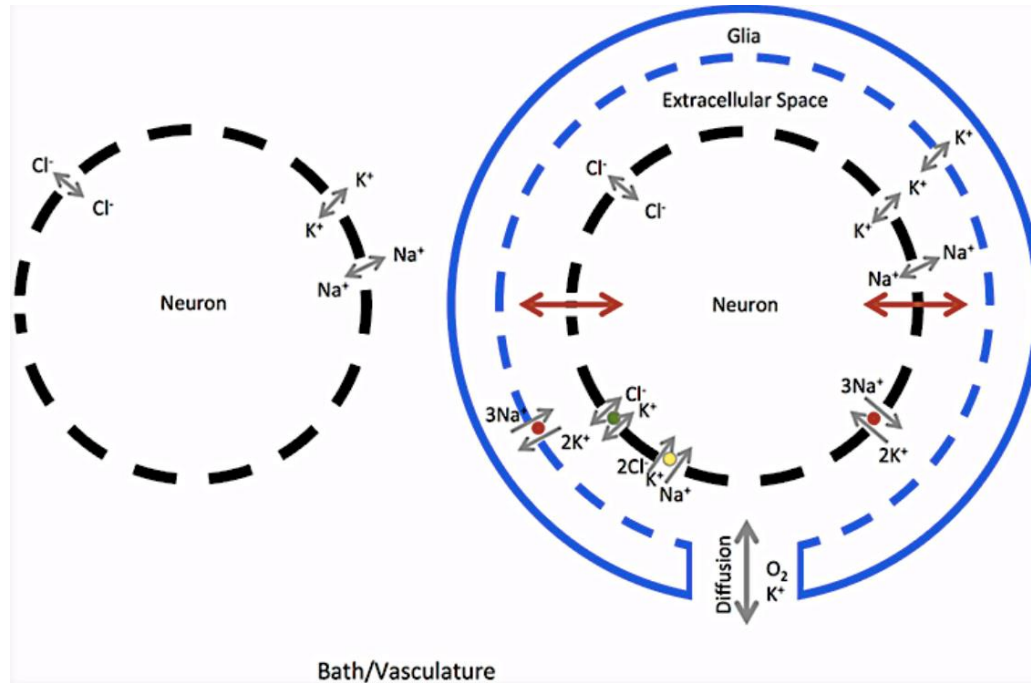 Glia
Extracellular Space
Cl⁻
Cl⁻
K⁺
K⁺
Na⁺
Na⁺
Neuron
Cl⁻
Cl⁻
K⁺
K⁺
K⁺
Na⁺
Na⁺
Neuron
3Na⁺
2K⁺
Cl⁻
K⁺
2Cl⁻
K⁺
Na⁺
3Na⁺
2K⁺
Diffusion
O₂
K⁺
Bath/Vasculature